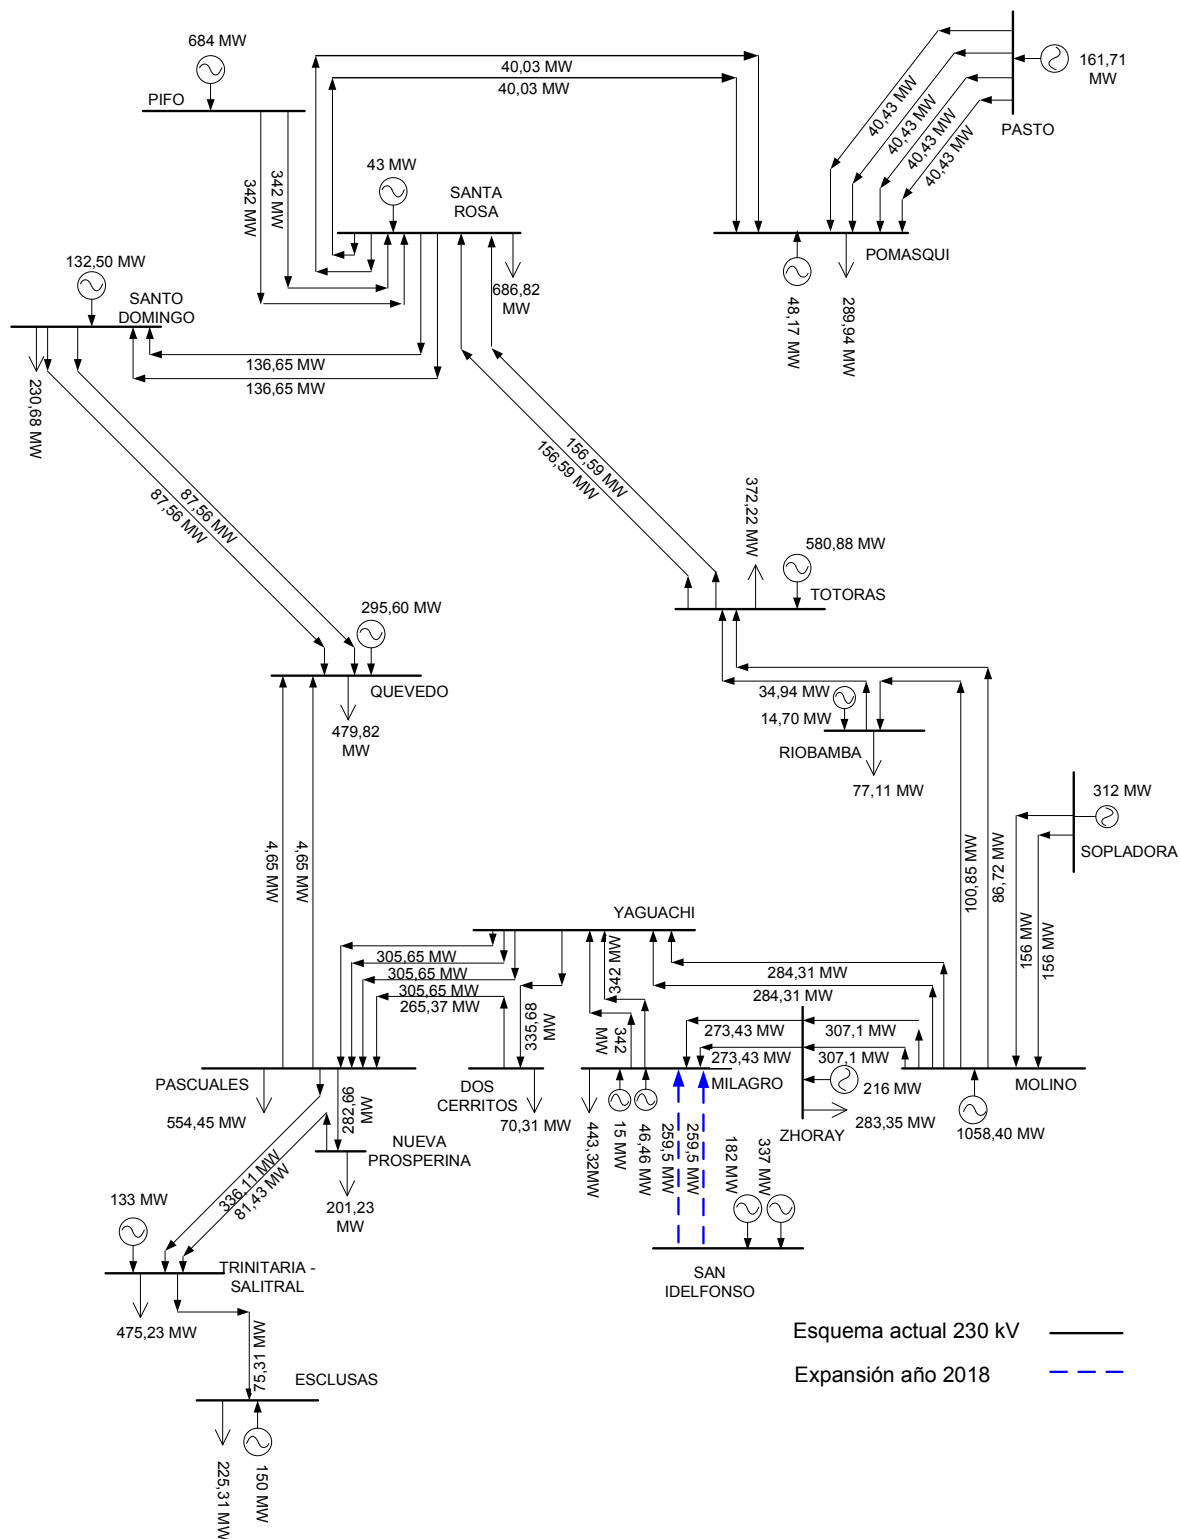 684 MW
PIFO
40,03 MW
40,03 MW
161,71
MW
PASTO
40,43 MW
40,43 MW
40,43 MW
40,43 MW
342 MW
342 MW
43 MW
SANTA
ROSA
686,82
MW
POMASQUI
48,17 MW
289,94 MW
132,50 MW
SANTO
DOMINGO
136,65 MW
136,65 MW
230,68 MW
87,56 MW
87,56 MW
156,59 MW
156,59 MW
372,22 MW
580,88 MW
TOTORAS
295,60 MW
QUEVEDO
479,82
MW
34,94 MW
14,70 MW
RIOBAMBA
77,11 MW
312 MW
SOPLADORA
4,65 MW
4,65 MW
100,85 MW
86,72 MW
156 MW
156 MW
YAGUACHI
305,65 MW
305,65 MW
305,65 MW
265,37 MW
335,68
MW
342
MW
342 MW
284,31 MW
284,31 MW
273,43 MW
307,1 MW
273,43 MW
307,1 MW
PASCUALES
554,45 MW
282,66
MW
DOS
CERRITOS
70,31 MW
MILAGRO
443,32MW
15 MW
46,46 MW
259,5 MW
259,5 MW
216 MW
ZHORAY
283,35 MW
MOLINO
1058,40 MW
NUEVA
PROSPERINA
201,23
MW
336,11 MW
81,43 MW
182 MW
337 MW
133 MW
TRINITARIA -
SALITRAL
475,23 MW
SAN
IDELFONSO
75,31 MW
ESCLUSAS
225,31 MW
150 MW
Esquema actual 230 kV
Expansión año 2018